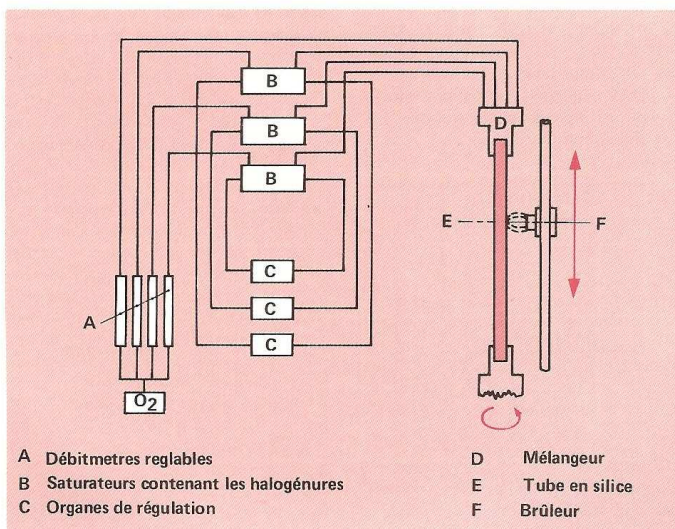 B
B
B
C
C
C
A
O2
D
E
F
A Débitmetres reglables
B Saturateurs contenant les halogénures
C Organes de régulation
D Mélangeur
E Tube en silice
F Brûleur